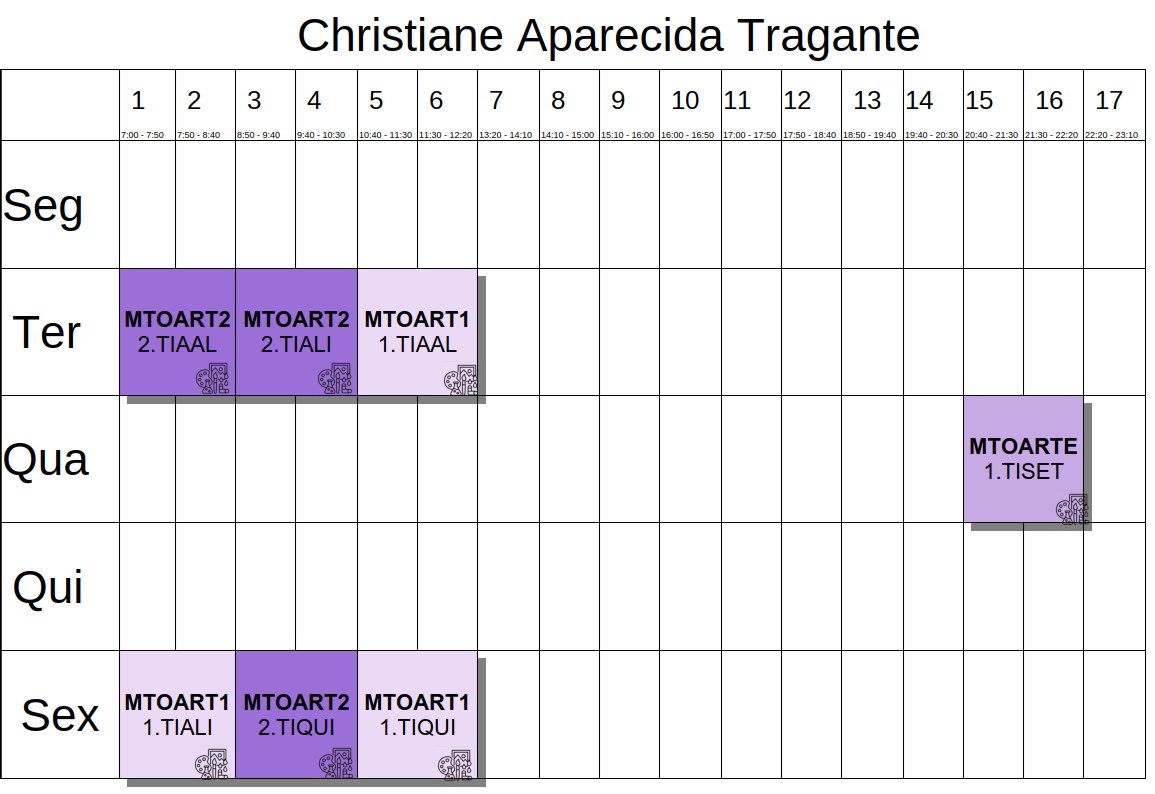 Christiane Aparecida Tragante
1 2 3 4 5 6 7 8 9 10 11 12 13 14 15 16 17
7:00 - 7:50 7:50 - 8:40 8:50 - 9:40 9:40 - 10:30 10:40 - 11:30 11:30 - 12:20 13:20 - 14:10 14:10 - 15:00 15:10 - 16:00 16:00 - 16:50 17:00 - 17:50 17:50 - 18:40 18:50 - 19:40 19:40 - 20:30 20:40 - 21:30 21:30 - 22:20 22:20 - 23:10
Seg
Ter
MTOART2 MTOART2 MTOART1
2.TIAAL 2.TIALI 1.TIAAL
Qua
MTOARTE
1.TISET
Qui
Sex
MTOART1 MTOART2 MTOART1
1.TIALI 2.TIQUI 1.TIQUI